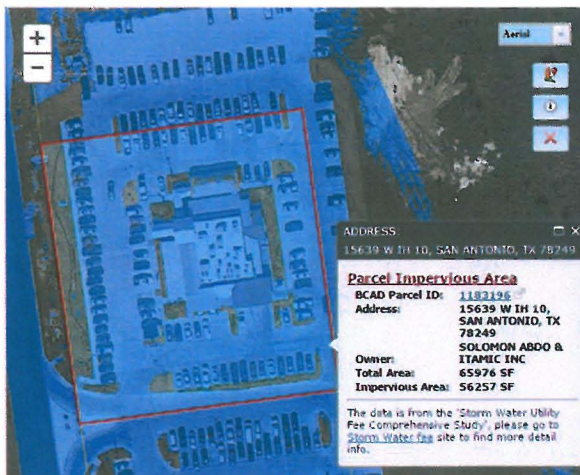 +
−
Aerial
ADDRESS:
15639 W IH 10, SAN ANTONIO, TX 78249
Parcel Impervious Area
BCAD Parcel ID: 1183196
Address: 15639 W IH 10,
SAN ANTONIO, TX
78249
SOLOMON ABDO &
Owner: ITAMIC INC
Total Area: 65976 SF
Impervious Area: 56257 SF
The data is from the 'Storm Water Utility
Fee Comprehensive Study', please go to
Storm Water fee site to find more detail
info.